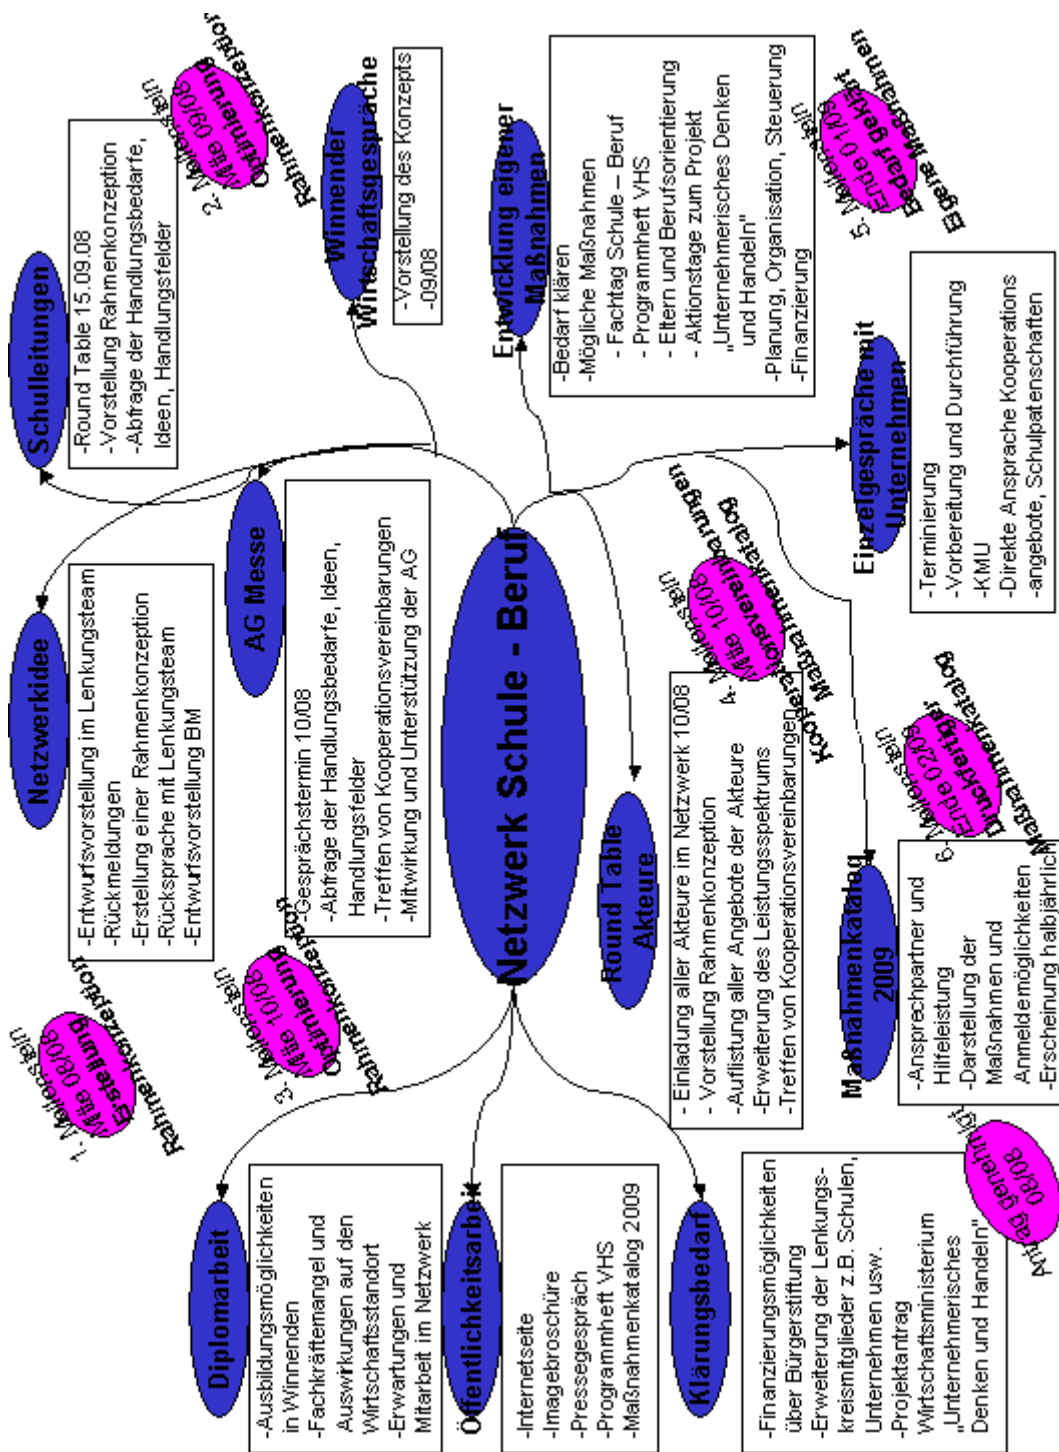 Netzwerk Schule - Beruf
Diplomarbeit
-Ausbildungsmöglichkeiten
in Winnenden
-Fachkräftemangel und
Auswirkungen auf den
Wirtschaftsstandort
-Erwartungen und
Mitarbeit im Netzwerk
Öffentlichkeitsarbeit
-Internetseite
-Imagebroschüre
-Pressegespräch
-Programmheft VHS
-Maßnahmenkatalog 2009
Klärungsbedarf
-Finanzierungsmöglichkeiten
über Bürgerstiftung
-Erweiterung der Lenkungs-
kreismitglieder z.B. Schulen,
Unternehmen usw.
-Projektantrag
Wirtschaftsministerium
„Unternehmerisches
Denken und Handeln"
Antrag genehmigt
08/08
1. Meilenstein
Mitte 08/08
Erstellung
Rahmenkonzeption
Netzwerkidee
-Entwurfsvorstellung im Lenkungsteam
-Rückmeldungen
-Erstellung einer Rahmenkonzeption
-Rücksprache mit Lenkungsteam
-Entwurfsvorstellung BM
3. Meilenstein
Mitte 10/08
Optimierung
Rahmenkonzeption
AG Messe
-Gesprächstermin 10/08
-Abfrage der Handlungsbedarfe, Ideen,
Handlungsfelder
-Treffen von Kooperationsvereinbarungen
-Mitwirkung und Unterstützung der AG
Round Table
Akteure
- Einladung aller Akteure im Netzwerk 10/08
- Vorstellung Rahmenkonzeption
-Auflistung aller Angebote der Akteure
-Erweiterung des Leistungsspektrums
-Treffen von Kooperationsvereinbarungen
4. Meilenstein
Mitte 10/08
Kooperationsvereinbarungen
Maßnahmenkatalog
Maßnahmenkatalog
2009
-Ansprechpartner und
Hilfeleistung
-Darstellung der
Maßnahmen und
Anmeldemöglichkeiten
-Erscheinung halbjährlich
6. Meilenstein
Ende 02/09
Druckfertiger
Maßnahmenkatalog
Schulleitungen
-Round Table 15.09.08
-Vorstellung Rahmenkonzeption
-Abfrage der Handlungsbedarfe,
Ideen, Handlungsfelder
2. Meilenstein
Mitte 09/08
Optimierung
Rahmenkonzeption
Winnender
Wirtschaftsgespräche
-Vorstellung des Konzepts
-09/08
Entwicklung eigener
Maßnahmen
-Bedarf klären
-Mögliche Maßnahmen
- Fachtag Schule – Beruf
- Programmheft VHS
- Eltern und Berufsorientierung
- Aktionstage zum Projekt
„Unternehmerisches Denken
und Handeln"
-Planung, Organisation, Steuerung
-Finanzierung
5. Meilenstein
Ende 01/09
Bedarf geklärt
Eigene Maßnahmen
Einzelgespräche mit
Unternehmen
-Terminierung
-Vorbereitung und Durchführung
-KMU
-Direkte Ansprache Kooperations
-angebote, Schulpatenschaften